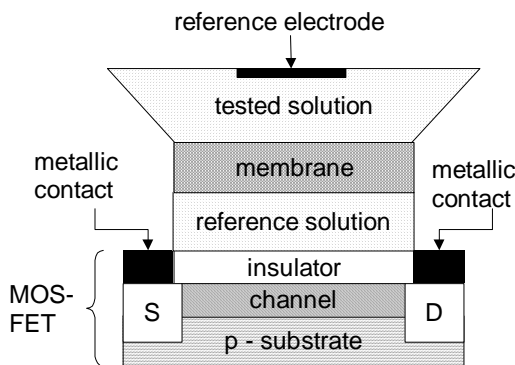 reference electrode
tested solution
metallic
contact
membrane
metallic
contact
reference solution
insulator
MOS-
FET
S
channel
D
p - substrate